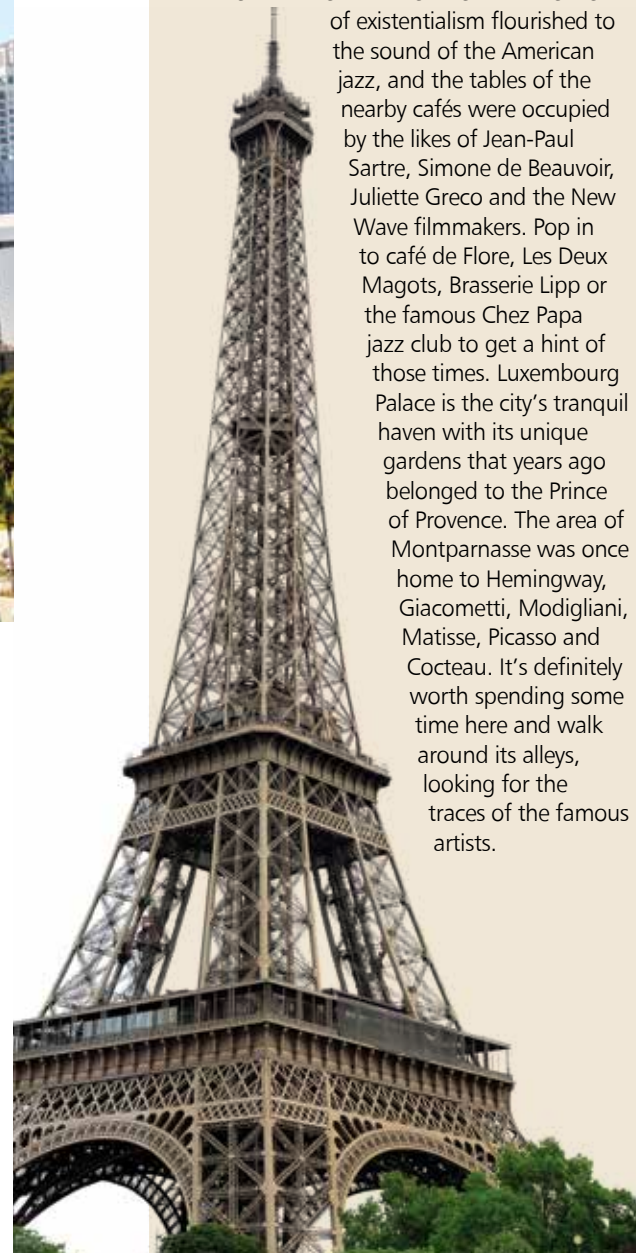 of existentialism flourished to
the sound of the American
jazz, and the tables of the
nearby cafés were occupied
by the likes of Jean-Paul
Sartre, Simone de Beauvoir,
Juliette Greco and the New
Wave filmmakers. Pop in
to café de Flore, Les Deux
Magots, Brasserie Lipp or
the famous Chez Papa
jazz club to get a hint of
those times. Luxembourg
Palace is the city's tranquil
haven with its unique
gardens that years ago
belonged to the Prince
of Provence. The area of
Montparnasse was once
home to Hemingway,
Giacometti, Modigliani,
Matisse, Picasso and
Cocteau. It's definitely
worth spending some
time here and walk
around its alleys,
looking for the
traces of the famous
artists.